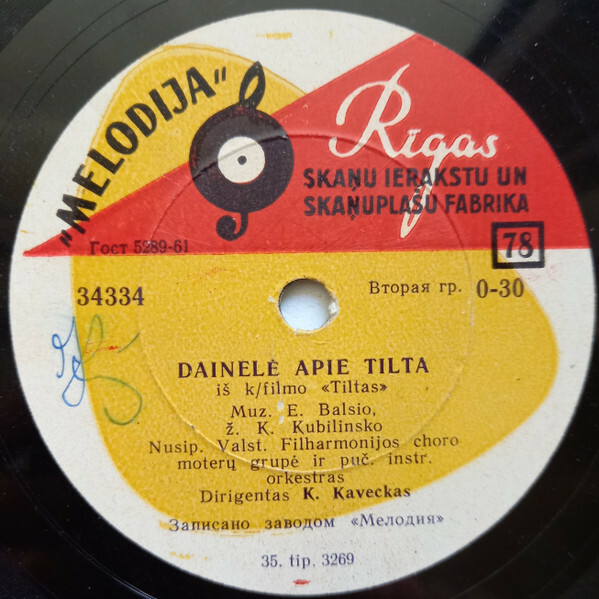 "MELODIJA"
Rīgas
SKAŅU IERAKSTU UN
SKAŅUPLAŠU FABRIKA
78
Гост 5289-61
34334
Вторая гр. 0-30
DAINELĖ APIE TILTA
iš k/filmo «Tiltas»
Muz. E. Balsio,
ž. K. Kubilinsko
Nusip. Valst. Filharmonijos choro
moterų grupė ir puč. instr.
orkestras
Dirigentas K. Kaveckas
Записано заводом «Мелодия»
35. tip. 3269